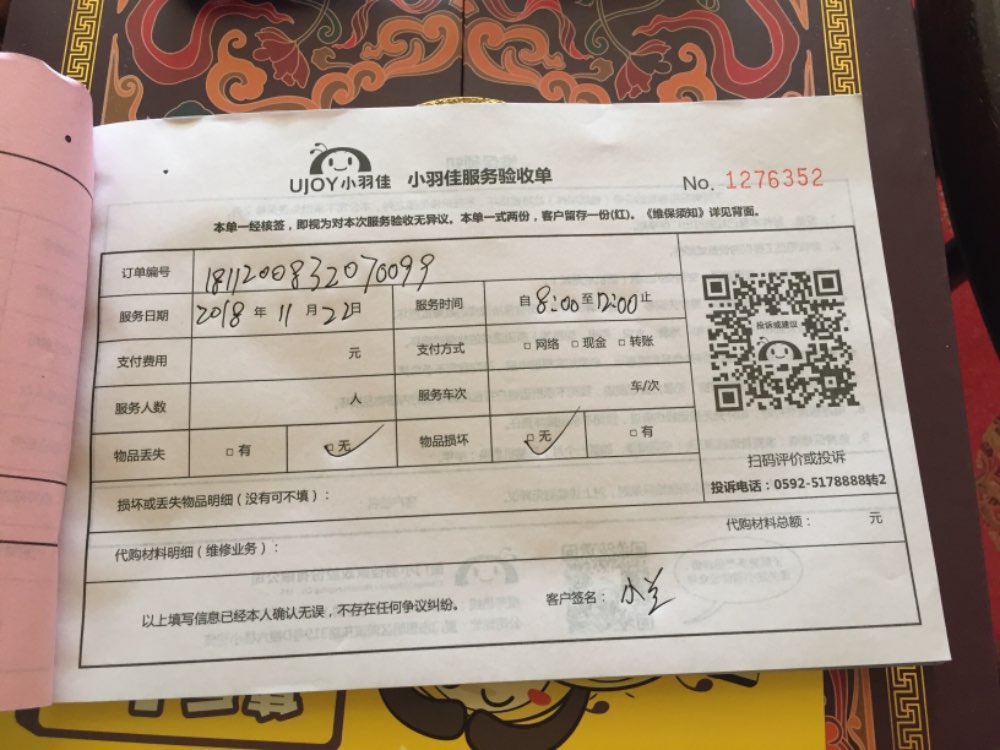 UJOY小羽佳 小羽佳服务验收单 No. 1276352
本单一经核签，即视为对本次服务验收无异议。本单一式两份，客户留存一份(红)。《维保须知》详见背面。
订单编号 1811200832070099
服务日期 2018 年 11 月 22 日 服务时间 自 8:00 至 12:00 止
支付费用 元 支付方式 □ 网络 □ 现金 □ 转账
服务人数 人 服务车次 车/次
物品丢失 □ 有 □ 无 物品损坏 □ 无 □ 有
投诉或建议
扫码评价或投诉
投诉电话：0592-5178888转2
损坏或丢失物品明细（没有可不填）：
代购材料明细（维修业务）： 代购材料总额： 元
以上填写信息已经本人确认无误，不存在任何争议纠纷。 客户签名： 小兰